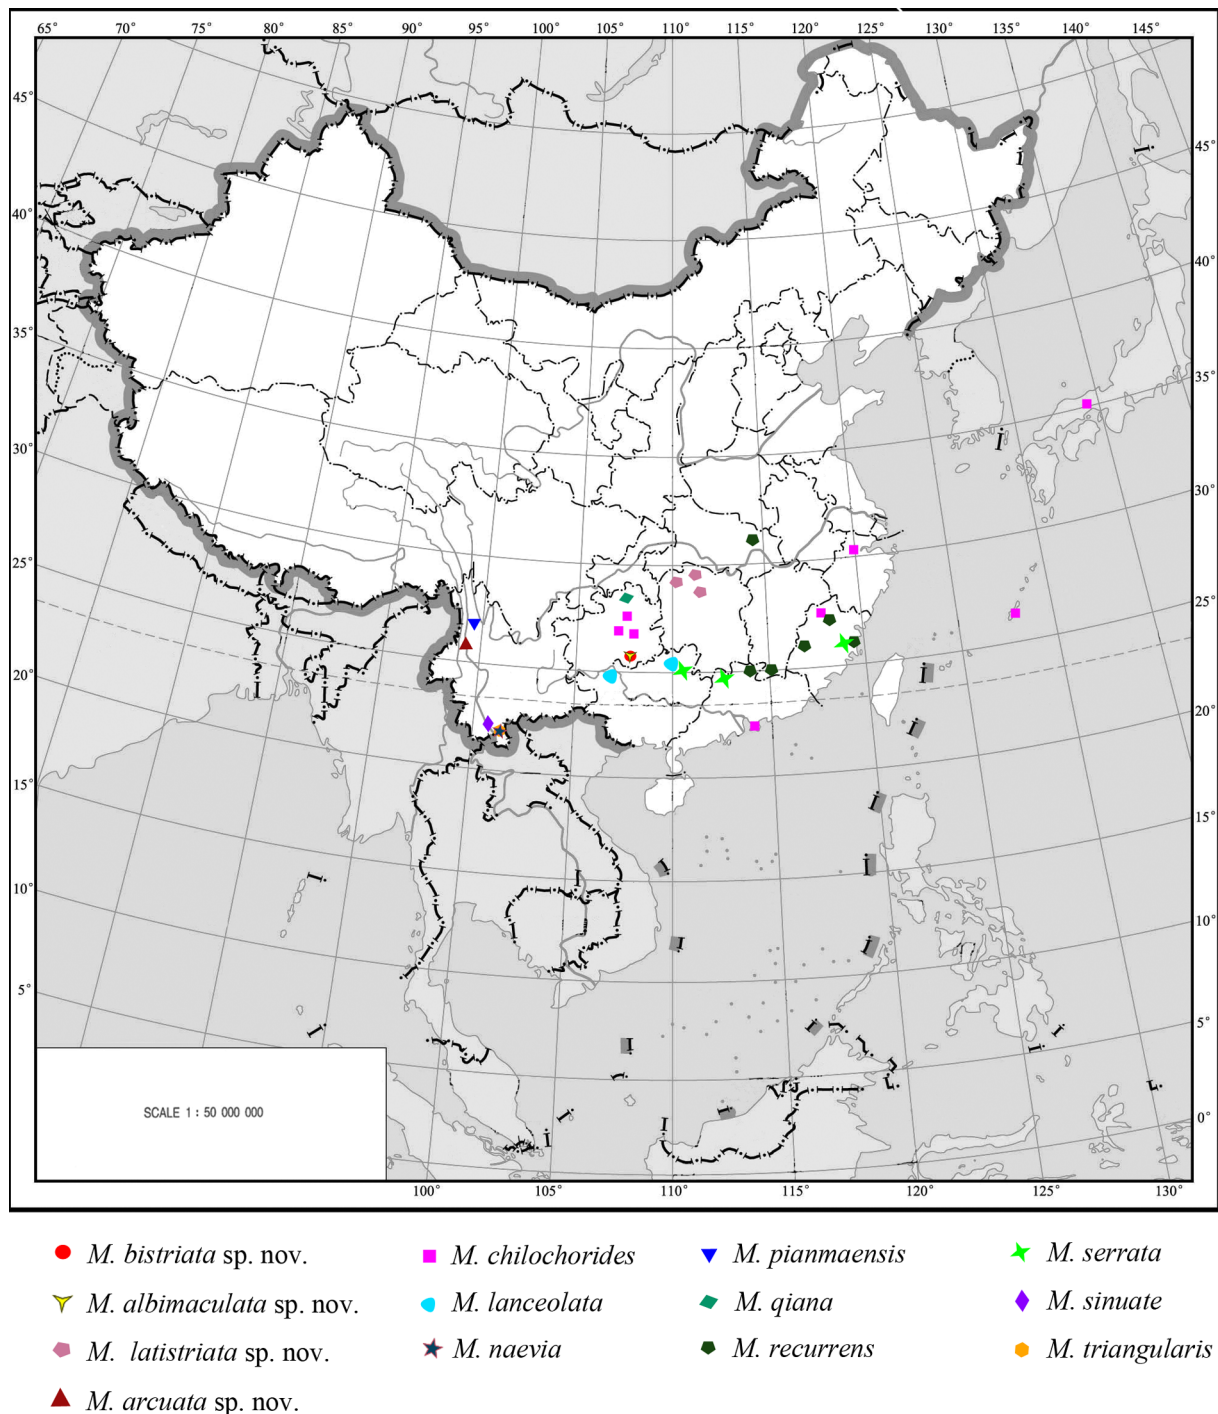 65° 70° 75° 80° 85° 90° 95° 100° 105° 110° 115° 120° 125° 130° 135° 140° 145°
45° 45°
40° 40°
35° 35°
30° 30°
25° 25°
20° 20°
15° 15°
10° 10°
5° 5°
0°
SCALE 1 : 50 000 000
100° 105° 110° 115° 120° 125° 130°
M. bistriata sp. nov. M. chilochorides M. pianmaensis M. serrata
M. albimaculata sp. nov. M. lanceolata M. qiana M. sinuate
M. latistriata sp. nov. M. naevia M. recurrens M. triangularis
M. arcuata sp. nov.